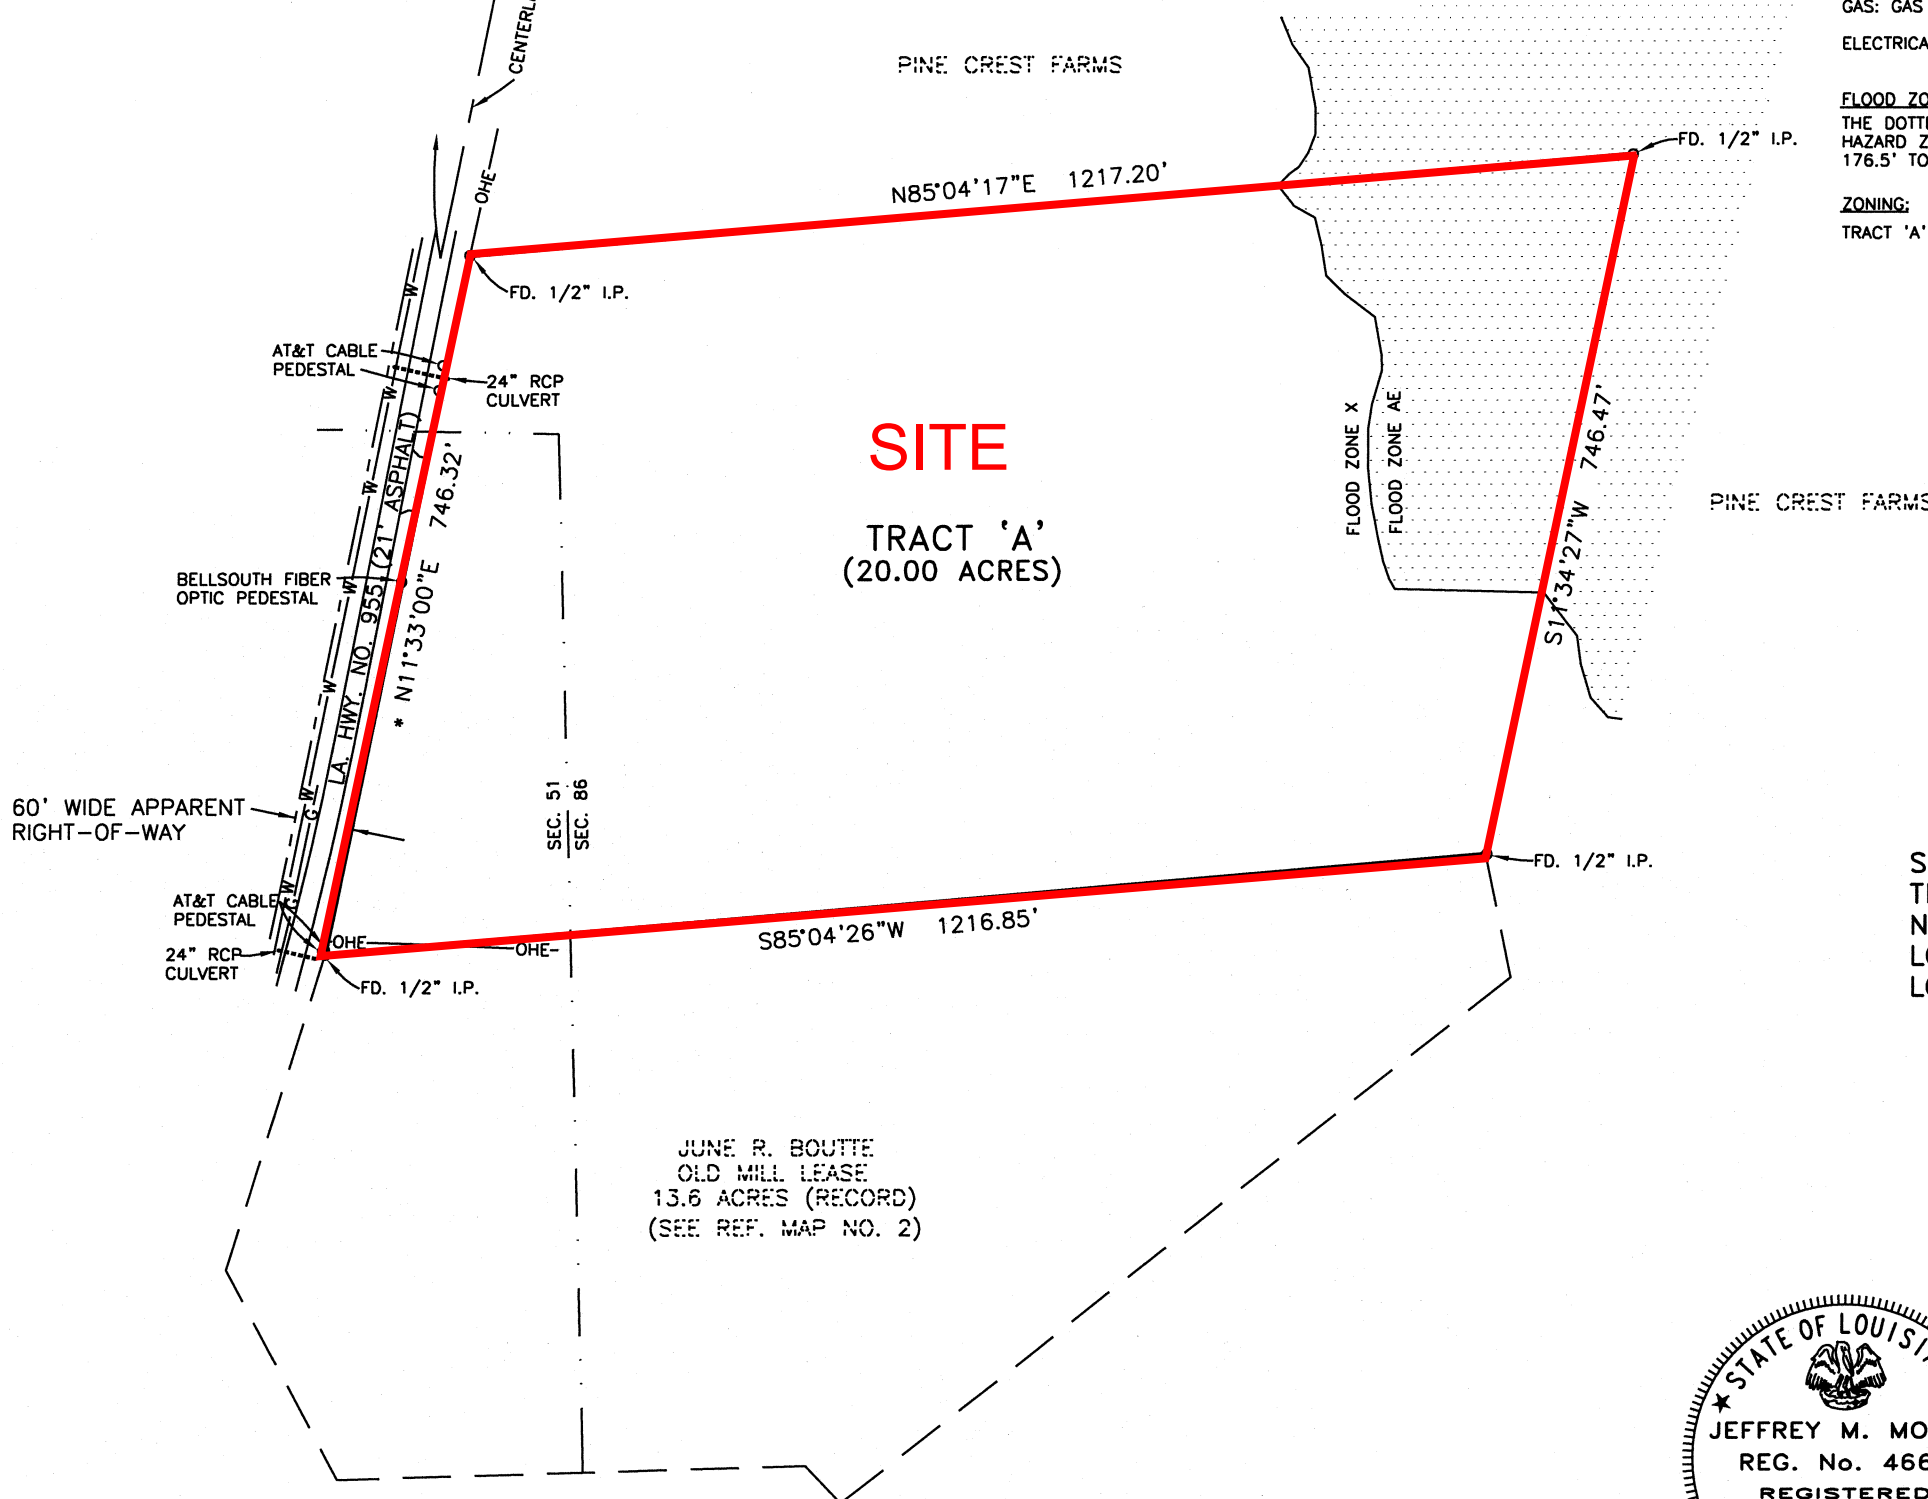 GAS: GAS
ELECTRICA
CENTERL
PINE CREST FARMS
FLOOD ZO
THE DOTT
HAZARD Z
176.5' TO
ZONING:
TRACT 'A'
FD. 1/2" I.P.
N85°04'17"E 1217.20'
OHE
FD. 1/2" I.P.
W
AT&T CABLE
PEDESTAL
24" RCP
CULVERT
W
SITE
TRACT 'A'
(20.00 ACRES)
FLOOD ZONE X
FLOOD ZONE AE
S11°34'27"W 746.47'
PINE CREST FARMS
W
LA. HWY. NO. 955 (21' ASPHALT)
* N11°33'00"E 746.32'
BELLSOUTH FIBER
OPTIC PEDESTAL
W
W
W
G
60' WIDE APPARENT
RIGHT-OF-WAY
SEC. 51
SEC. 86
FD. 1/2" I.P.
W
G
AT&T CABLE
PEDESTAL
24" RCP
CULVERT
OHE
OHE
S85°04'26"W 1216.85'
FD. 1/2" I.P.
S
N
JUNE R. BOUTTE
OLD MILL LEASE
13.6 ACRES (RECORD)
(SEE REF. MAP NO. 2)
STATE OF LOUISI
JEFFREY M. MO
REG. No. 466
REGISTERED